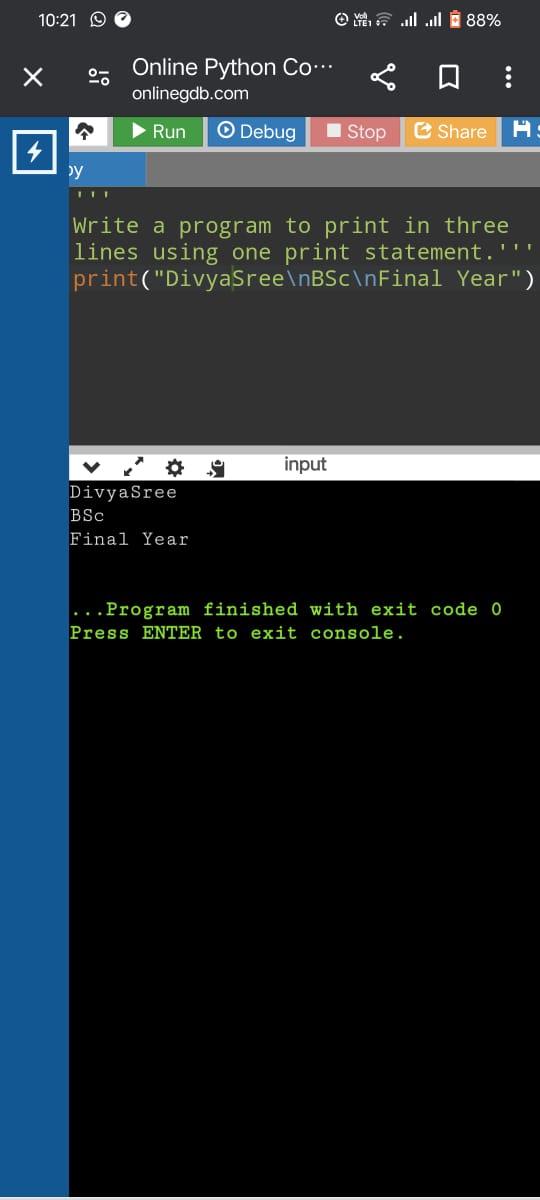 10:21 Vo) LTE1 88%
Online Python Co...
onlinegdb.com
Run Debug Stop Share
py
'''
Write a program to print in three
lines using one print statement.'''
print("DivyaSree\nBSc\nFinal Year")
input
DivyaSree
BSc
Final Year
...Program finished with exit code 0
Press ENTER to exit console.